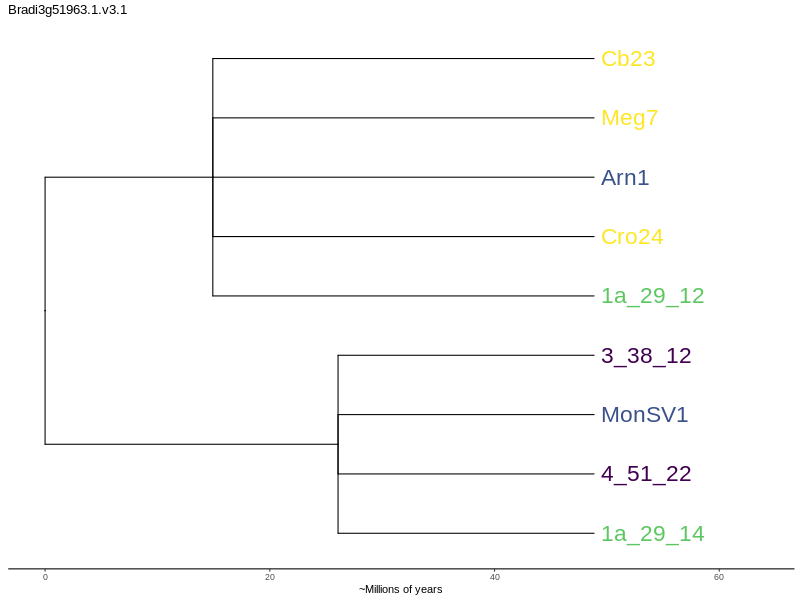 Bradi3g51963.1.v3.1
Cb23
Meg7
Arn1
Cro24
1a_29_12
3_38_12
MonSV1
4_51_22
1a_29_14
0 20 40 60
~Millions of years